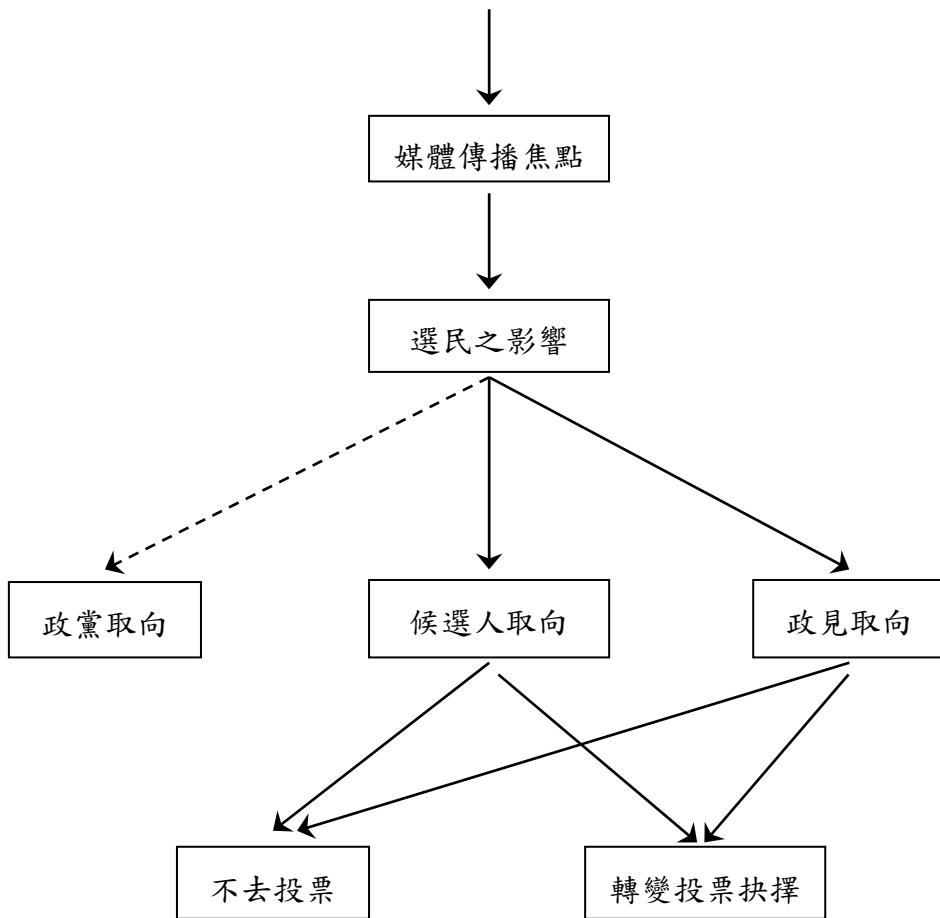 媒體傳播焦點
選民之影響
政黨取向
候選人取向
政見取向
不去投票
轉變投票抉擇